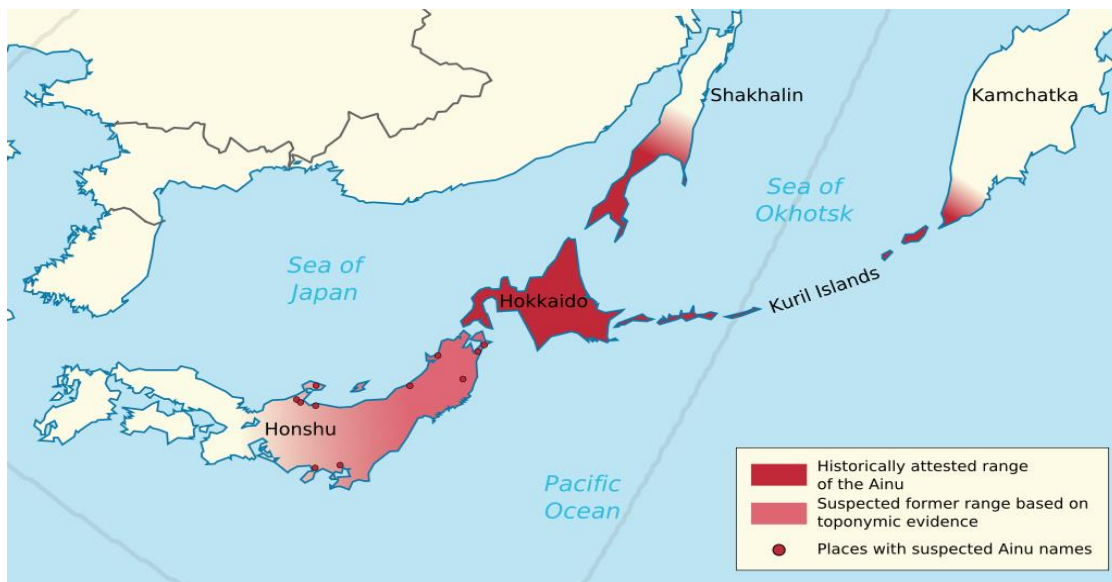 Shakhalin
Kamchatka
Sea of
Okhotsk
Sea of
Japan
Hokkaido
Kuril Islands
Honshu
Pacific
Ocean
Historically attested range
of the Ainu
Suspected former range based on
toponymic evidence
Places with suspected Ainu names